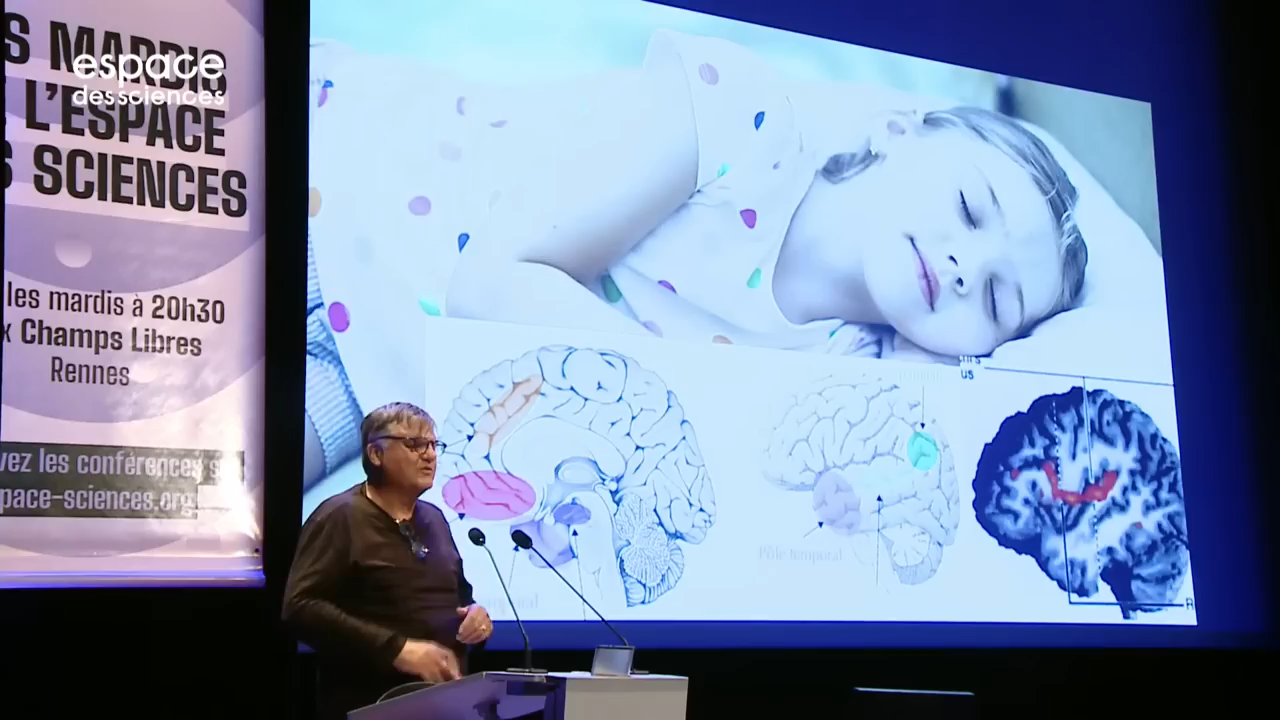 S MARDIS
L'ESPACE
S SCIENCES
espace
des sciences
les mardis à 20h30
x Champs Libres
Rennes
vez les conférences s
pace-sciences.org
us
Pôle temporal
R